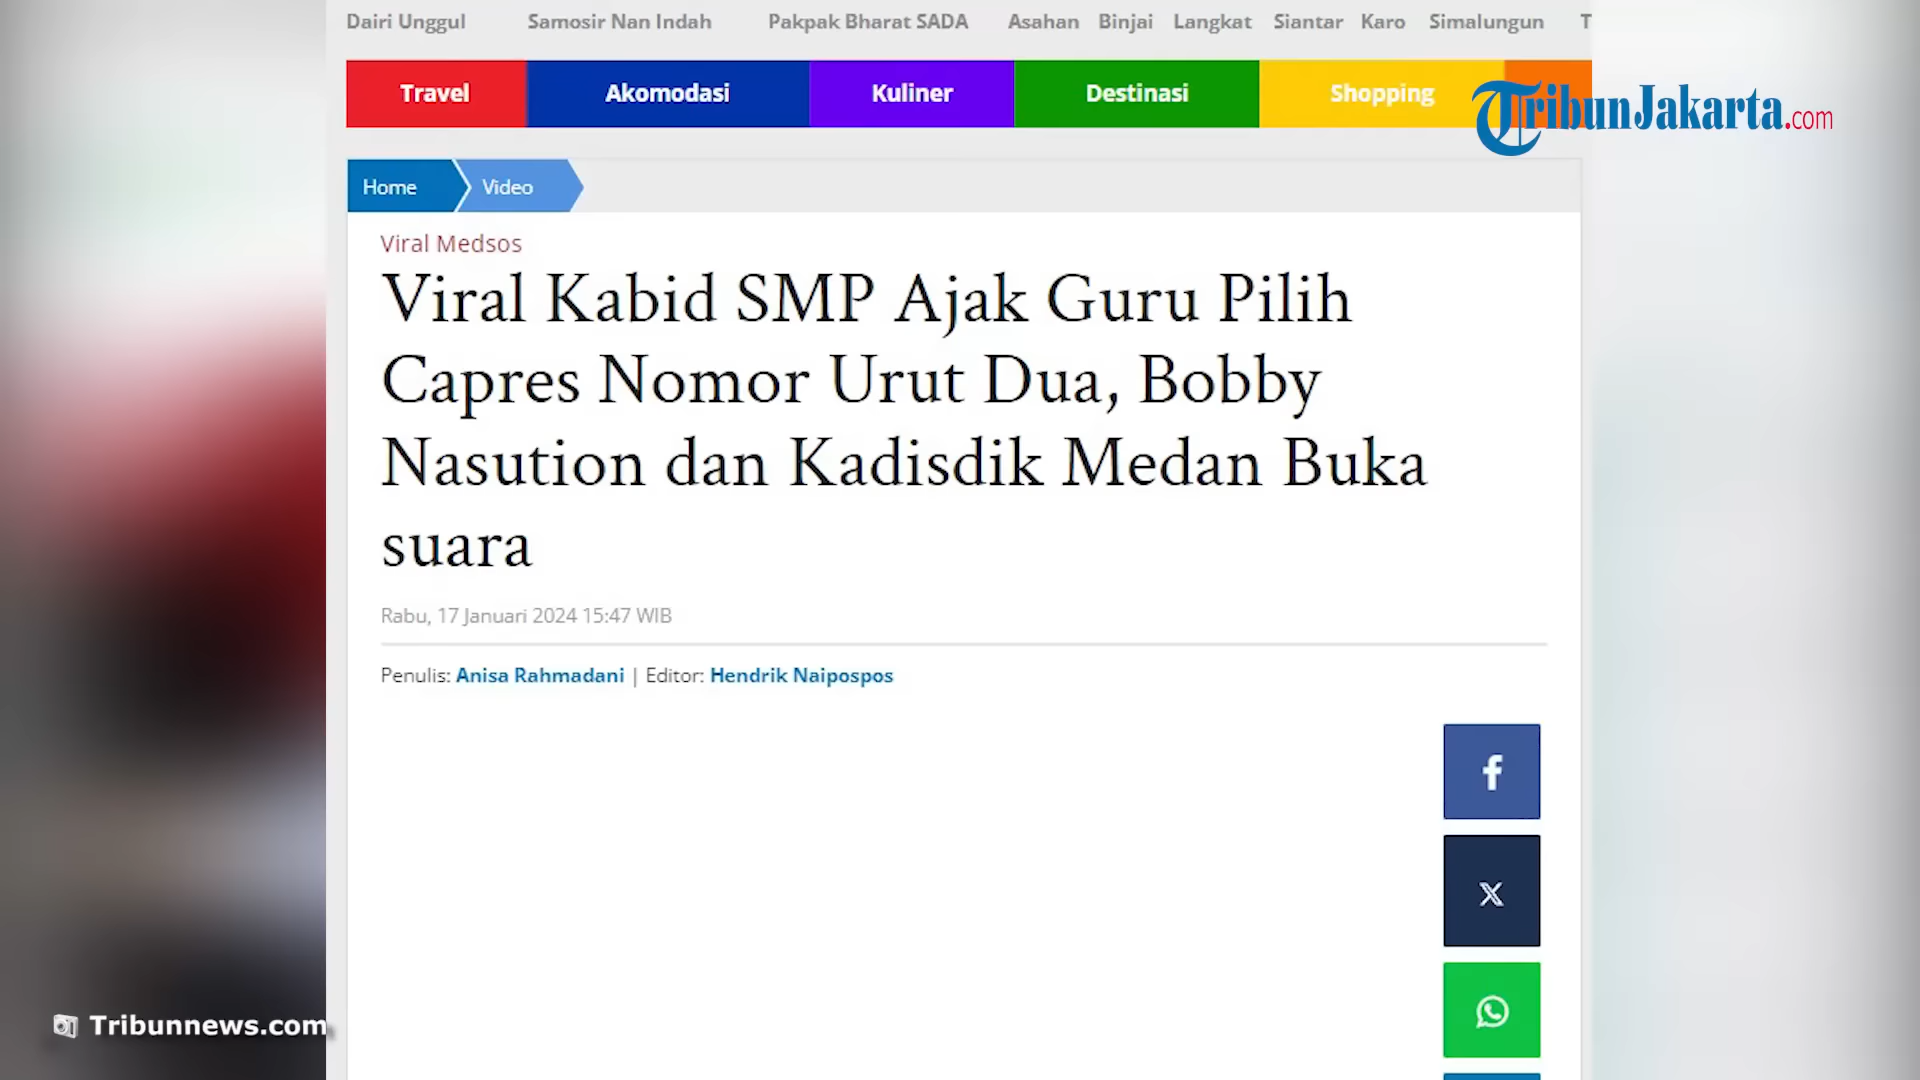 Dairi Unggul Samosir Nan Indah Pakpak Bharat SADA Asahan Binjai Langkat Siantar Karo Simalungun
Travel Akomodasi Kuliner Destinasi Shopping
TribunJakarta.com
Home Video
Viral Medsos
Viral Kabid SMP Ajak Guru Pilih
Capres Nomor Urut Dua, Bobby
Nasution dan Kadisdik Medan Buka
suara
Rabu, 17 Januari 2024 15:47 WIB
Penulis: Anisa Rahmadani | Editor: Hendrik Naipospos
Tribunnews.com